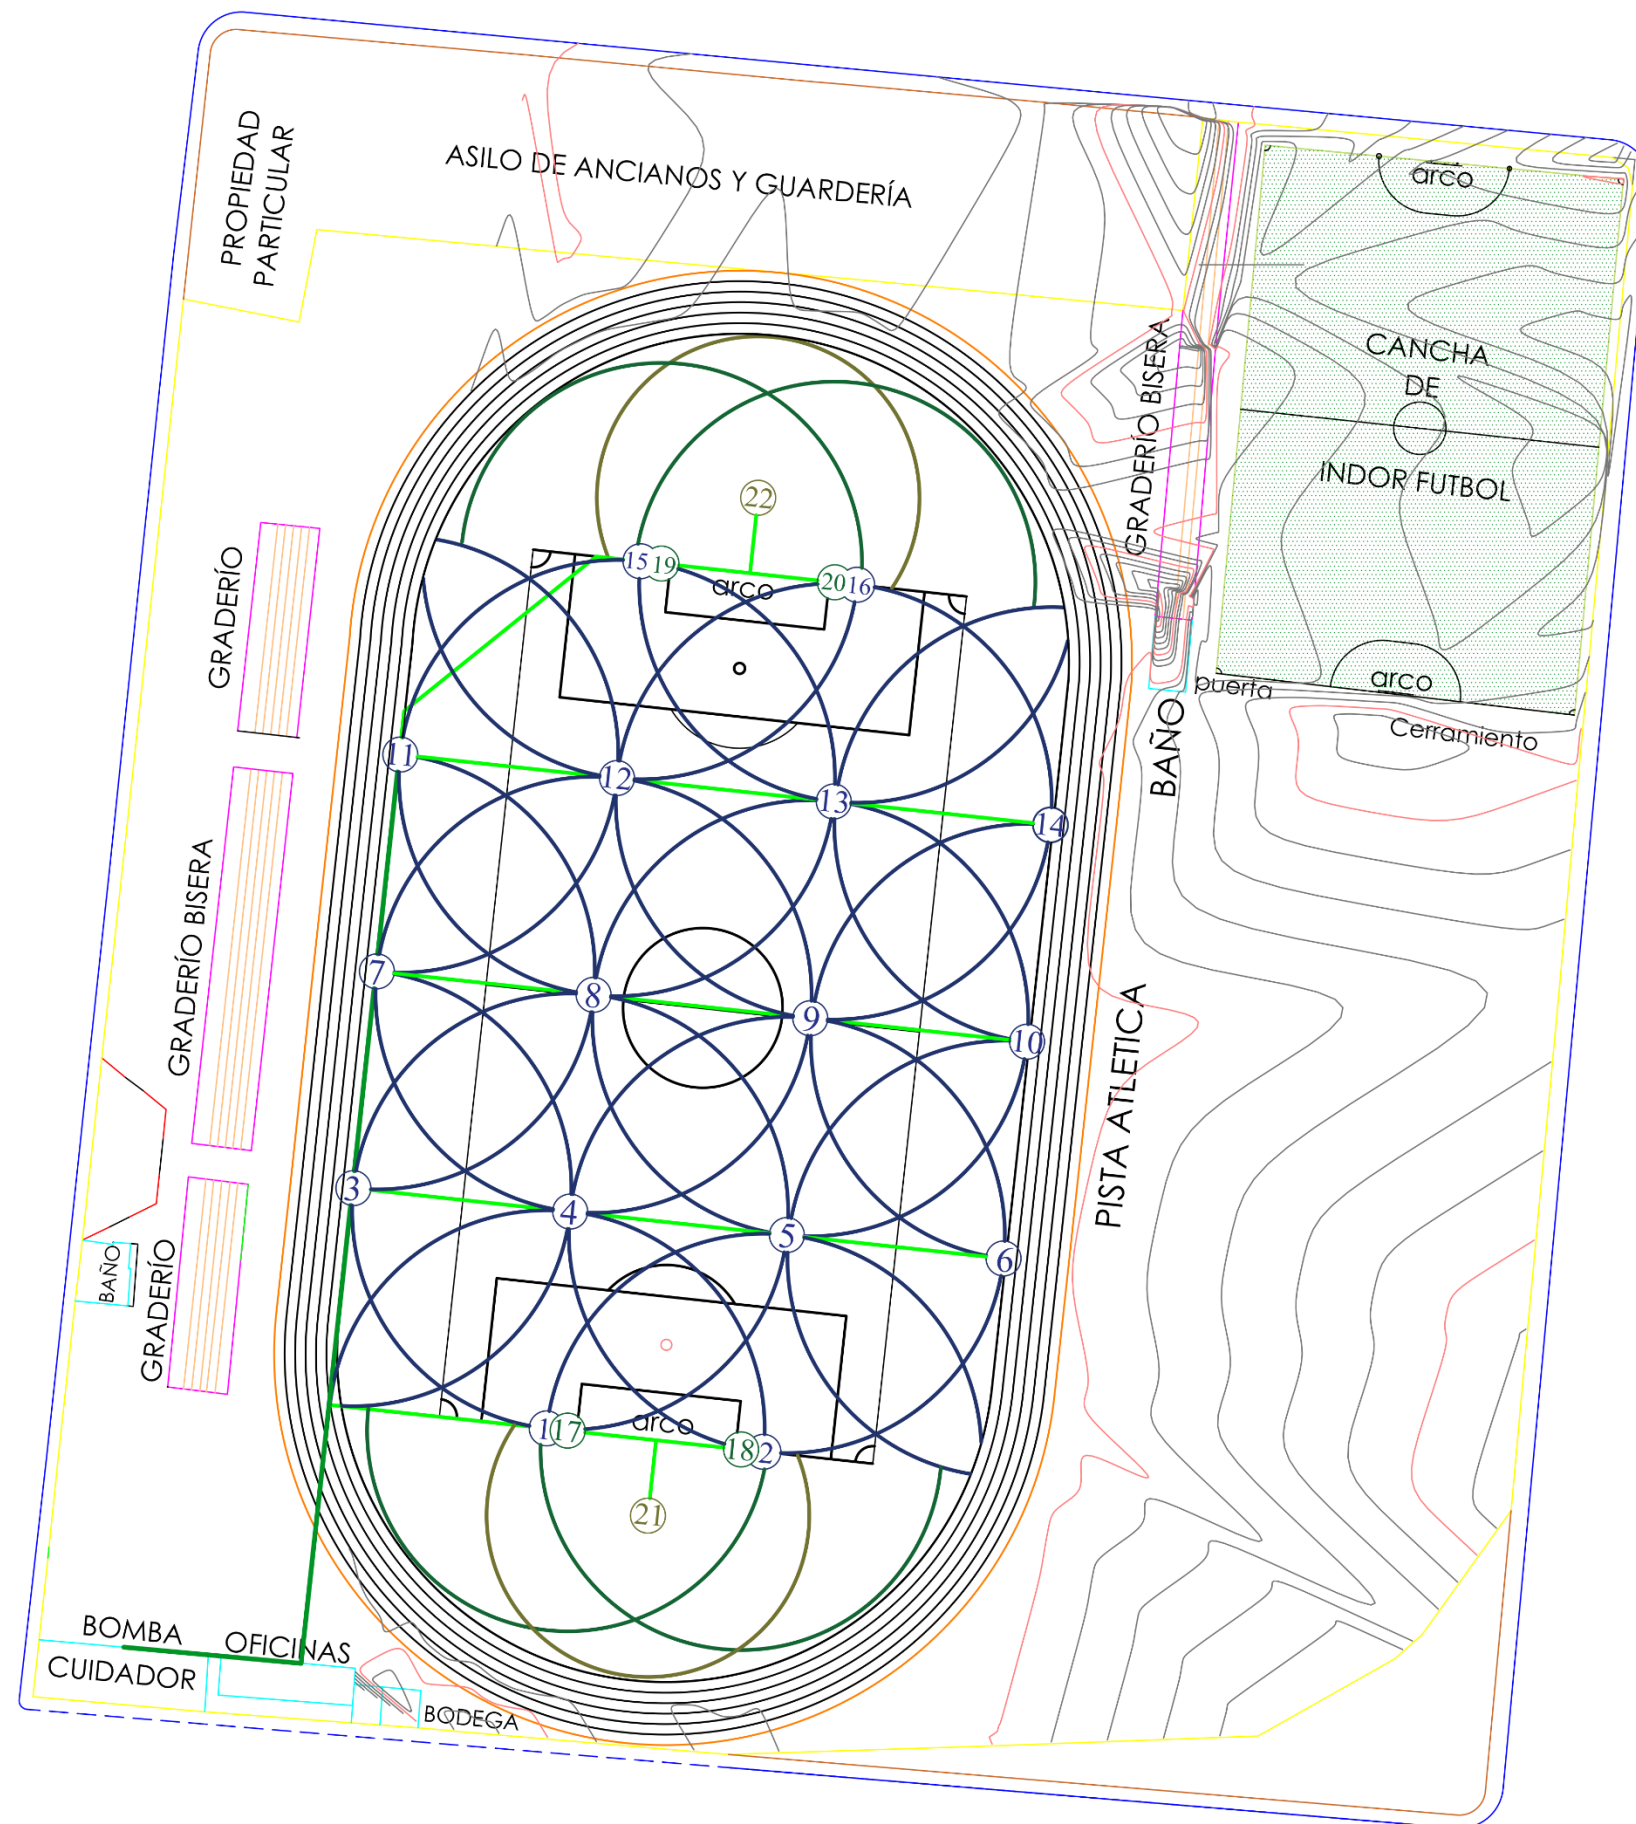 PROPIEDAD
PARTICULAR
ASILO DE ANCIANOS Y GUARDERÍA
arco
CANCHA
DE
INDOR FUTBOL
GRADERÍO BISERA
22
15 19
20 16
arco
GRADERÍO
arco
puerta
BAÑO
Cerramiento
11
12
13
14
GRADERÍO BISERA
7
8
9
10
PISTA ATLETICA
3
4
5
6
BAÑO
GRADERÍO
1 17
arco
18 2
21
BOMBA
OFICINAS
CUIDADOR
BODEGA